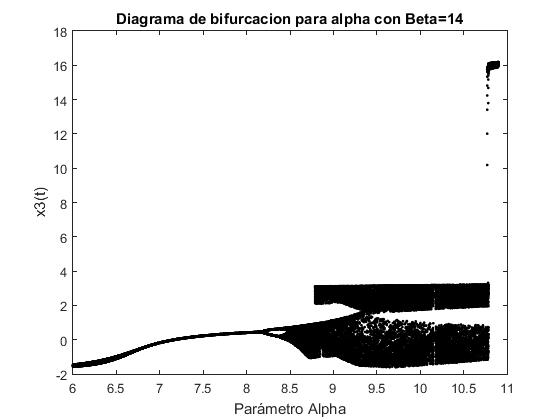 Diagrama de bifurcacion para alpha con Beta=14
18
16
14
12
10
8
6
4
2
0
-2
x3(t)
6 6.5 7 7.5 8 8.5 9 9.5 10 10.5 11
Parámetro Alpha